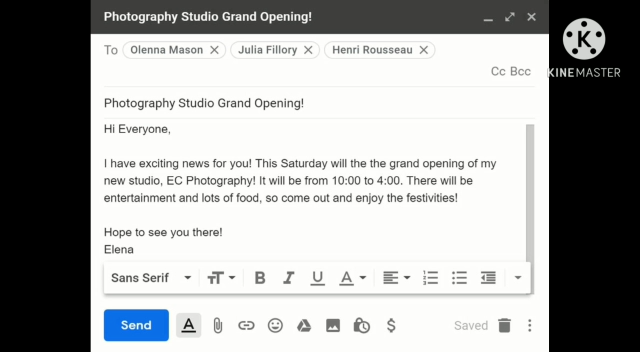 Photography Studio Grand Opening!
To Olenna Mason Julia Fillory Henri Rousseau
Cc Bcc
Photography Studio Grand Opening!
Hi Everyone,
I have exciting news for you! This Saturday will the the grand opening of my
new studio, EC Photography! It will be from 10:00 to 4:00. There will be
entertainment and lots of food, so come out and enjoy the festivities!
Hope to see you there!
Elena
Sans Serif
Send
Saved
K
KINEMASTER